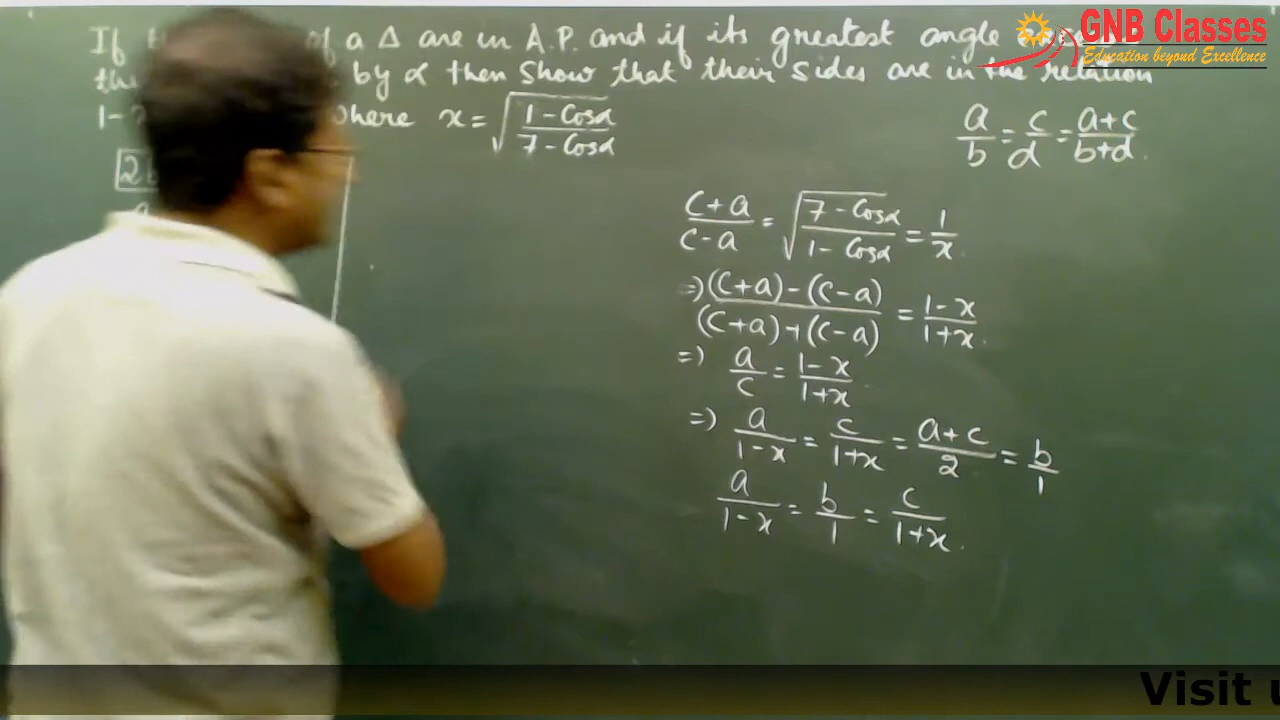 If of a Δ are in A.P. and if its greatest angle
by α then show that their sides are in the relation
1- where x = √(1-Cosα / 7-Cosα)
a/b = c/d = a+c/b+d.
c+a/c-a = √(7-Cosα / 1-Cosα) = 1/x.
=> (c+a)-(c-a)/(c+a)+(c-a) = 1-x/1+x.
=> a/c = 1-x/1+x.
=> a/1-x = c/1+x = a+c/2 = b/1
a/1-x = b/1 = c/1+x.
GNB Classes
Education beyond Excellence
Visit